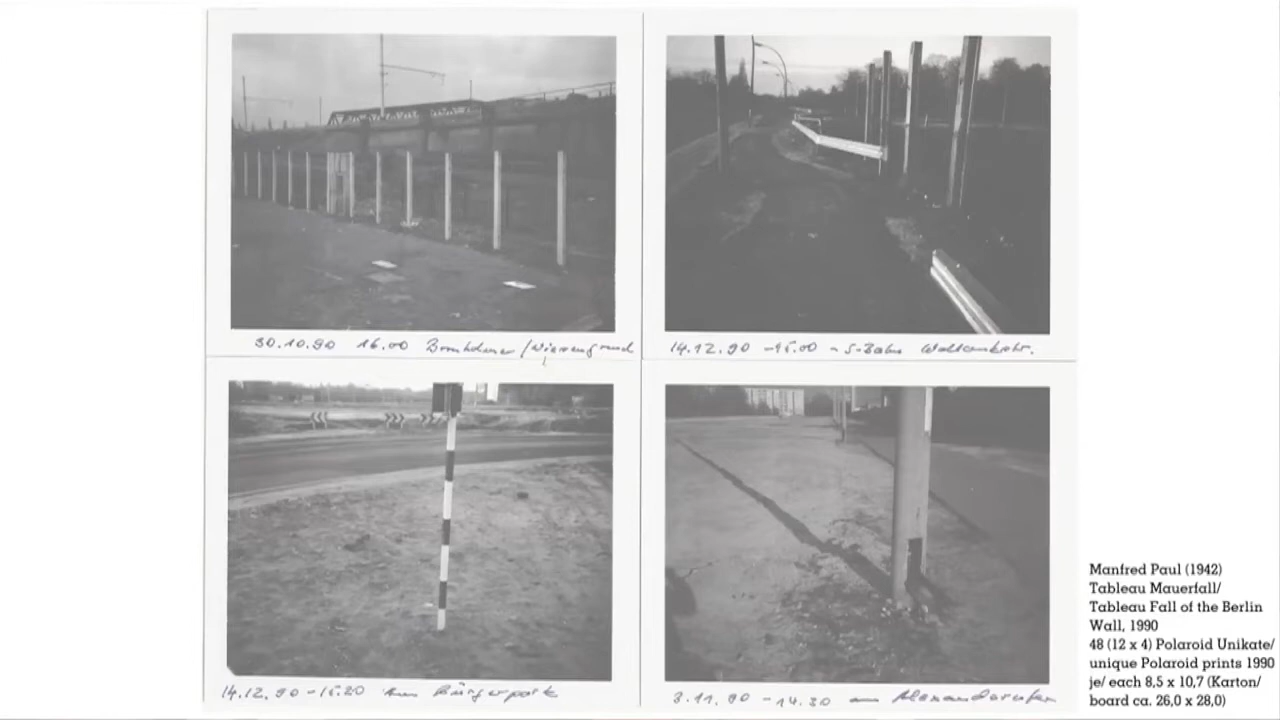 30.10.90 16.00 Bornholmer /Wiesengrund
14.12.90 -15.00 - S-Bahn Wollankstr.
14.12.90 -15.20 am Bürgerpark
3.11.90 - 14.30 am Alexanderufer
Manfred Paul (1942)
Tableau Mauerfall/
Tableau Fall of the Berlin
Wall, 1990
48 (12 x 4) Polaroid Unikate/
unique Polaroid prints 1990
je/ each 8,5 x 10,7 (Karton/
board ca. 26,0 x 28,0)